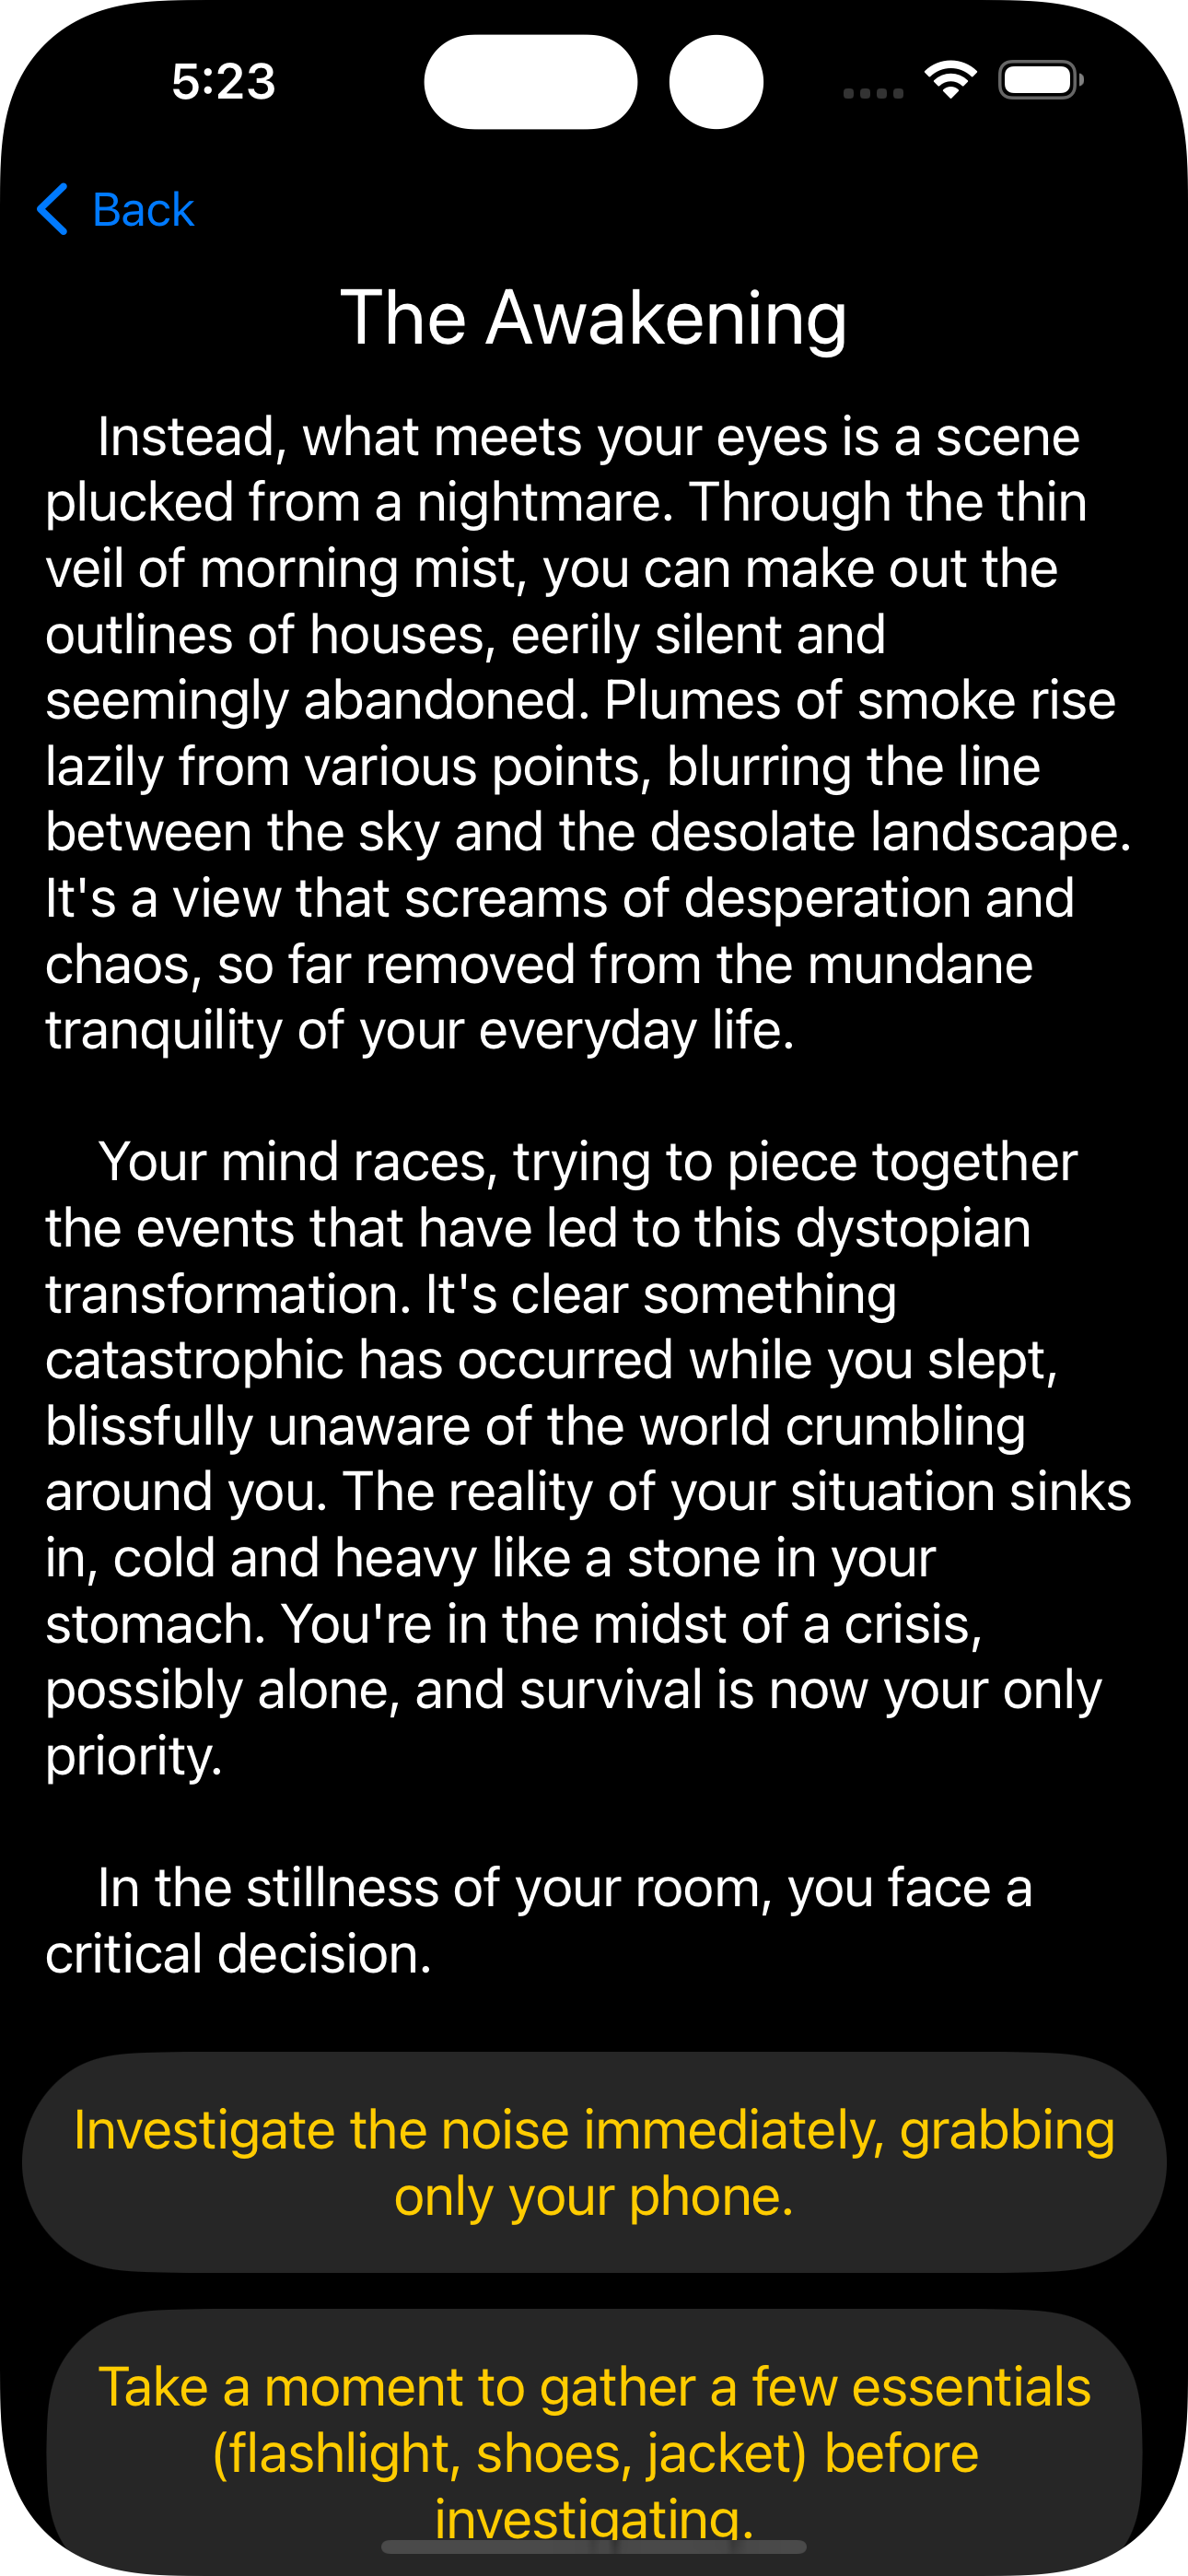 5:23
Back
The Awakening
Instead, what meets your eyes is a scene
plucked from a nightmare. Through the thin
veil of morning mist, you can make out the
outlines of houses, eerily silent and
seemingly abandoned. Plumes of smoke rise
lazily from various points, blurring the line
between the sky and the desolate landscape.
It's a view that screams of desperation and
chaos, so far removed from the mundane
tranquility of your everyday life.
Your mind races, trying to piece together
the events that have led to this dystopian
transformation. It's clear something
catastrophic has occurred while you slept,
blissfully unaware of the world crumbling
around you. The reality of your situation sinks
in, cold and heavy like a stone in your
stomach. You're in the midst of a crisis,
possibly alone, and survival is now your only
priority.
In the stillness of your room, you face a
critical decision.
Investigate the noise immediately, grabbing
only your phone.
Take a moment to gather a few essentials
(flashlight, shoes, jacket) before
investigating.